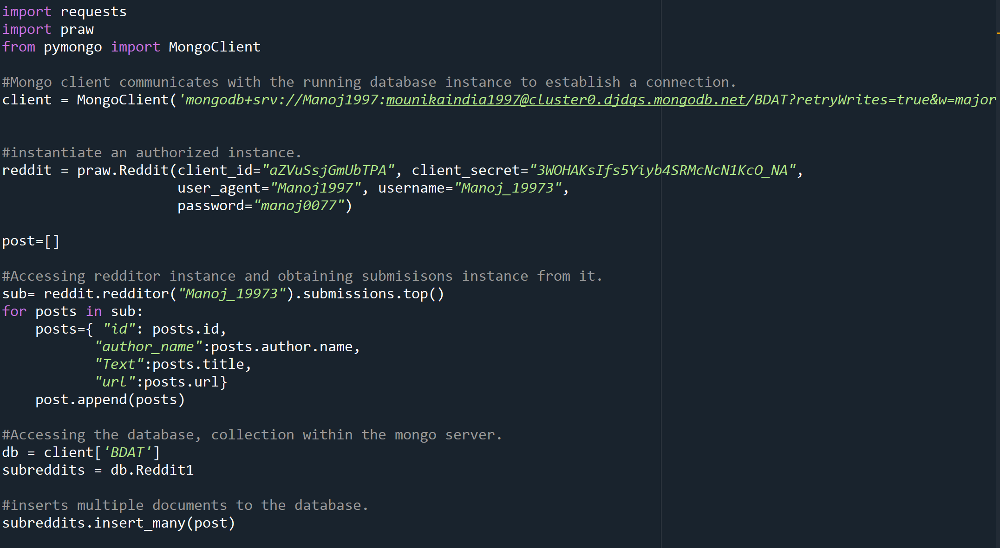 import requests
import praw
from pymongo import MongoClient
#Mongo client communicates with the running database instance to establish a connection.
client = MongoClient('mongodb+srv://Manoj1997:mounikaindia1997@cluster0.djdqs.mongodb.net/BDAT?retryWrites=true&w=major
#instantiate an authorized instance.
reddit = praw.Reddit(client_id="aZVuSsjGmUbTPA", client_secret="3WOHAKsIfs5Yiyb4SRMcNcN1KcO_NA",
                     user_agent="Manoj1997", username="Manoj_19973",
                     password="manoj0077")
post=[]
#Accessing redditor instance and obtaining submisisons instance from it.
sub= reddit.redditor("Manoj_19973").submissions.top()
for posts in sub:
    posts={ "id": posts.id,
           "author_name":posts.author.name,
           "Text":posts.title,
           "url":posts.url}
    post.append(posts)
#Accessing the database, collection within the mongo server.
db = client['BDAT']
subreddits = db.Reddit1
#inserts multiple documents to the database.
subreddits.insert_many(post)